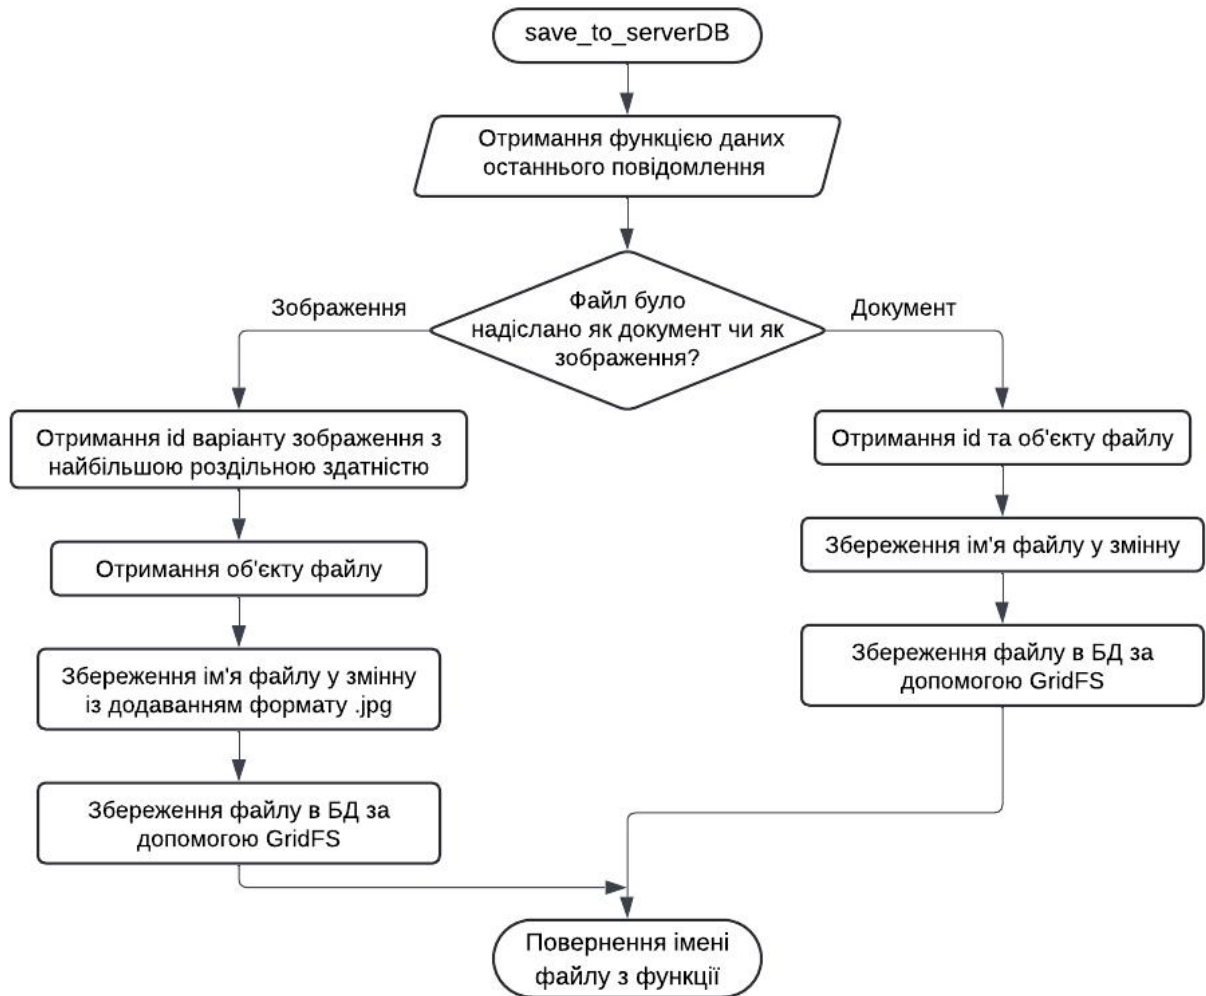 save_to_serverDB
Отримання функцією даних
останнього повідомлення
Файл було
надіслано як документ чи як
зображення?
Зображення
Документ
Отримання id варіанту зображення з
найбільшою роздільною здатністю
Отримання об'єкту файлу
Збереження ім'я файлу у змінну
із додаванням формату .jpg
Збереження файлу в БД за
допомогою GridFS
Отримання id та об'єкту файлу
Збереження ім'я файлу у змінну
Збереження файлу в БД за
допомогою GridFS
Повернення імені
файлу з функції